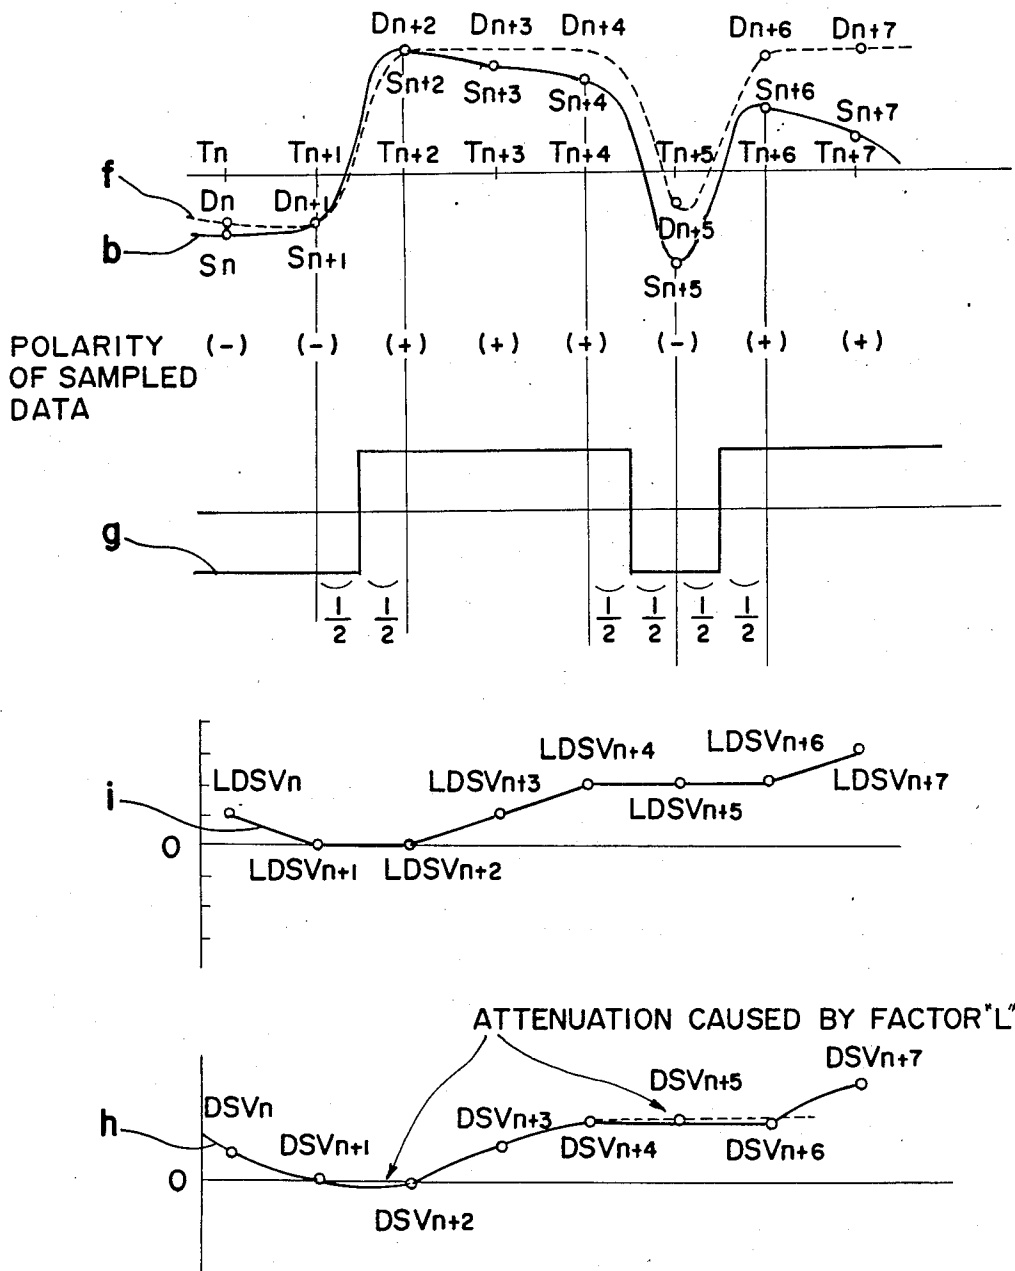 Dn+2 Dn+3 Dn+4 Dn+6 Dn+7
Sn+2 Sn+3 Sn+4 Sn+6 Sn+7
Tn Tn+1 Tn+2 Tn+3 Tn+4 Tn+5 Tn+6 Tn+7
f
Dn Dn+1 Dn+5
b
Sn Sn+1 Sn+5
POLARITY (-) (-) (+) (+) (+) (-) (+) (+)
OF SAMPLED
DATA
g
1/2 1/2 1/2 1/2 1/2 1/2
LDSVn+4 LDSVn+6
i LDSVn LDSVn+3 LDSVn+7
LDSVn+5
0
LDSVn+1 LDSVn+2
ATTENUATION CAUSED BY FACTOR "L"
DSVn+7
DSVn+5
h DSVn DSVn+3
DSVn+1 DSVn+4 DSVn+6
0
DSVn+2